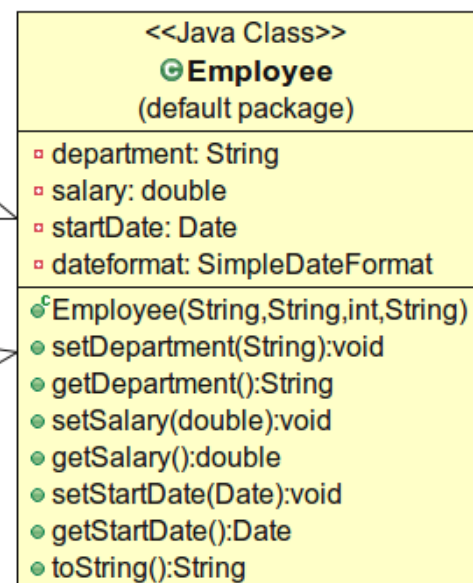 <<Java Class>>
Employee
(default package)
department: String
salary: double
startDate: Date
dateformat: SimpleDateFormat
Employee(String,String,int,String)
setDepartment(String):void
getDepartment():String
setSalary(double):void
getSalary():double
setStartDate(Date):void
getStartDate():Date
toString():String